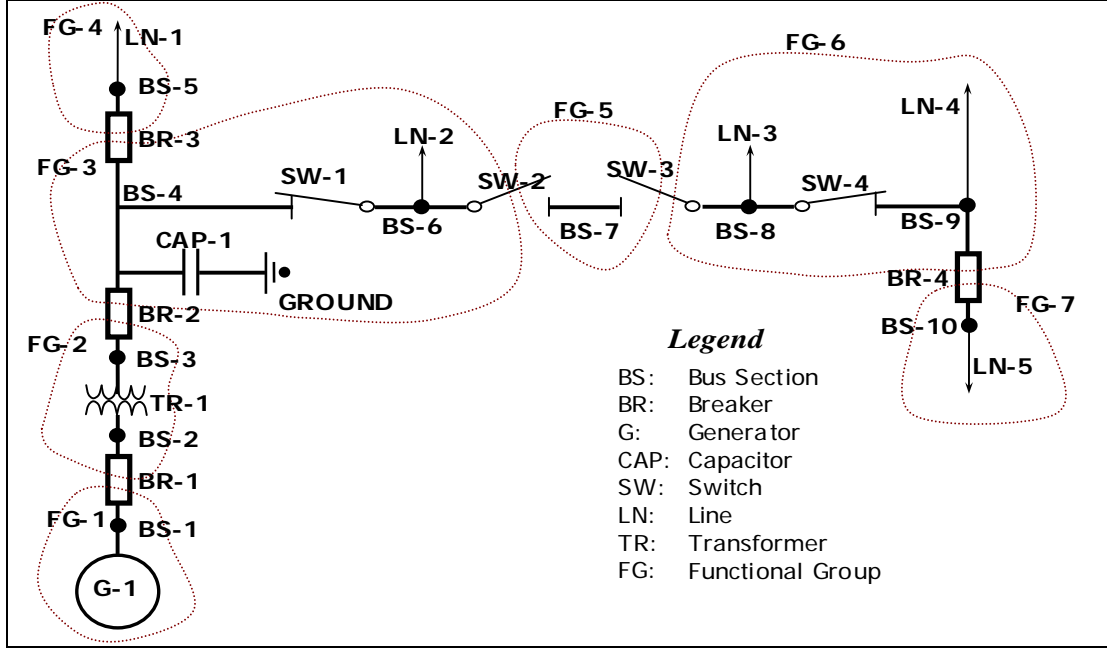 FG-4
LN-1
BS-5
BR-3
FG-3
BS-4
SW-1
LN-2
BS-6
SW-2
FG-5
BS-7
SW-3
FG-6
LN-3
BS-8
SW-4
LN-4
BS-9
CAP-1
GROUND
BR-2
FG-2
BS-3
TR-1
BS-2
BR-1
FG-1
BS-1
G-1
BR-4
FG-7
BS-10
LN-5
Legend
BS: Bus Section
BR: Breaker
G: Generator
CAP: Capacitor
SW: Switch
LN: Line
TR: Transformer
FG: Functional Group